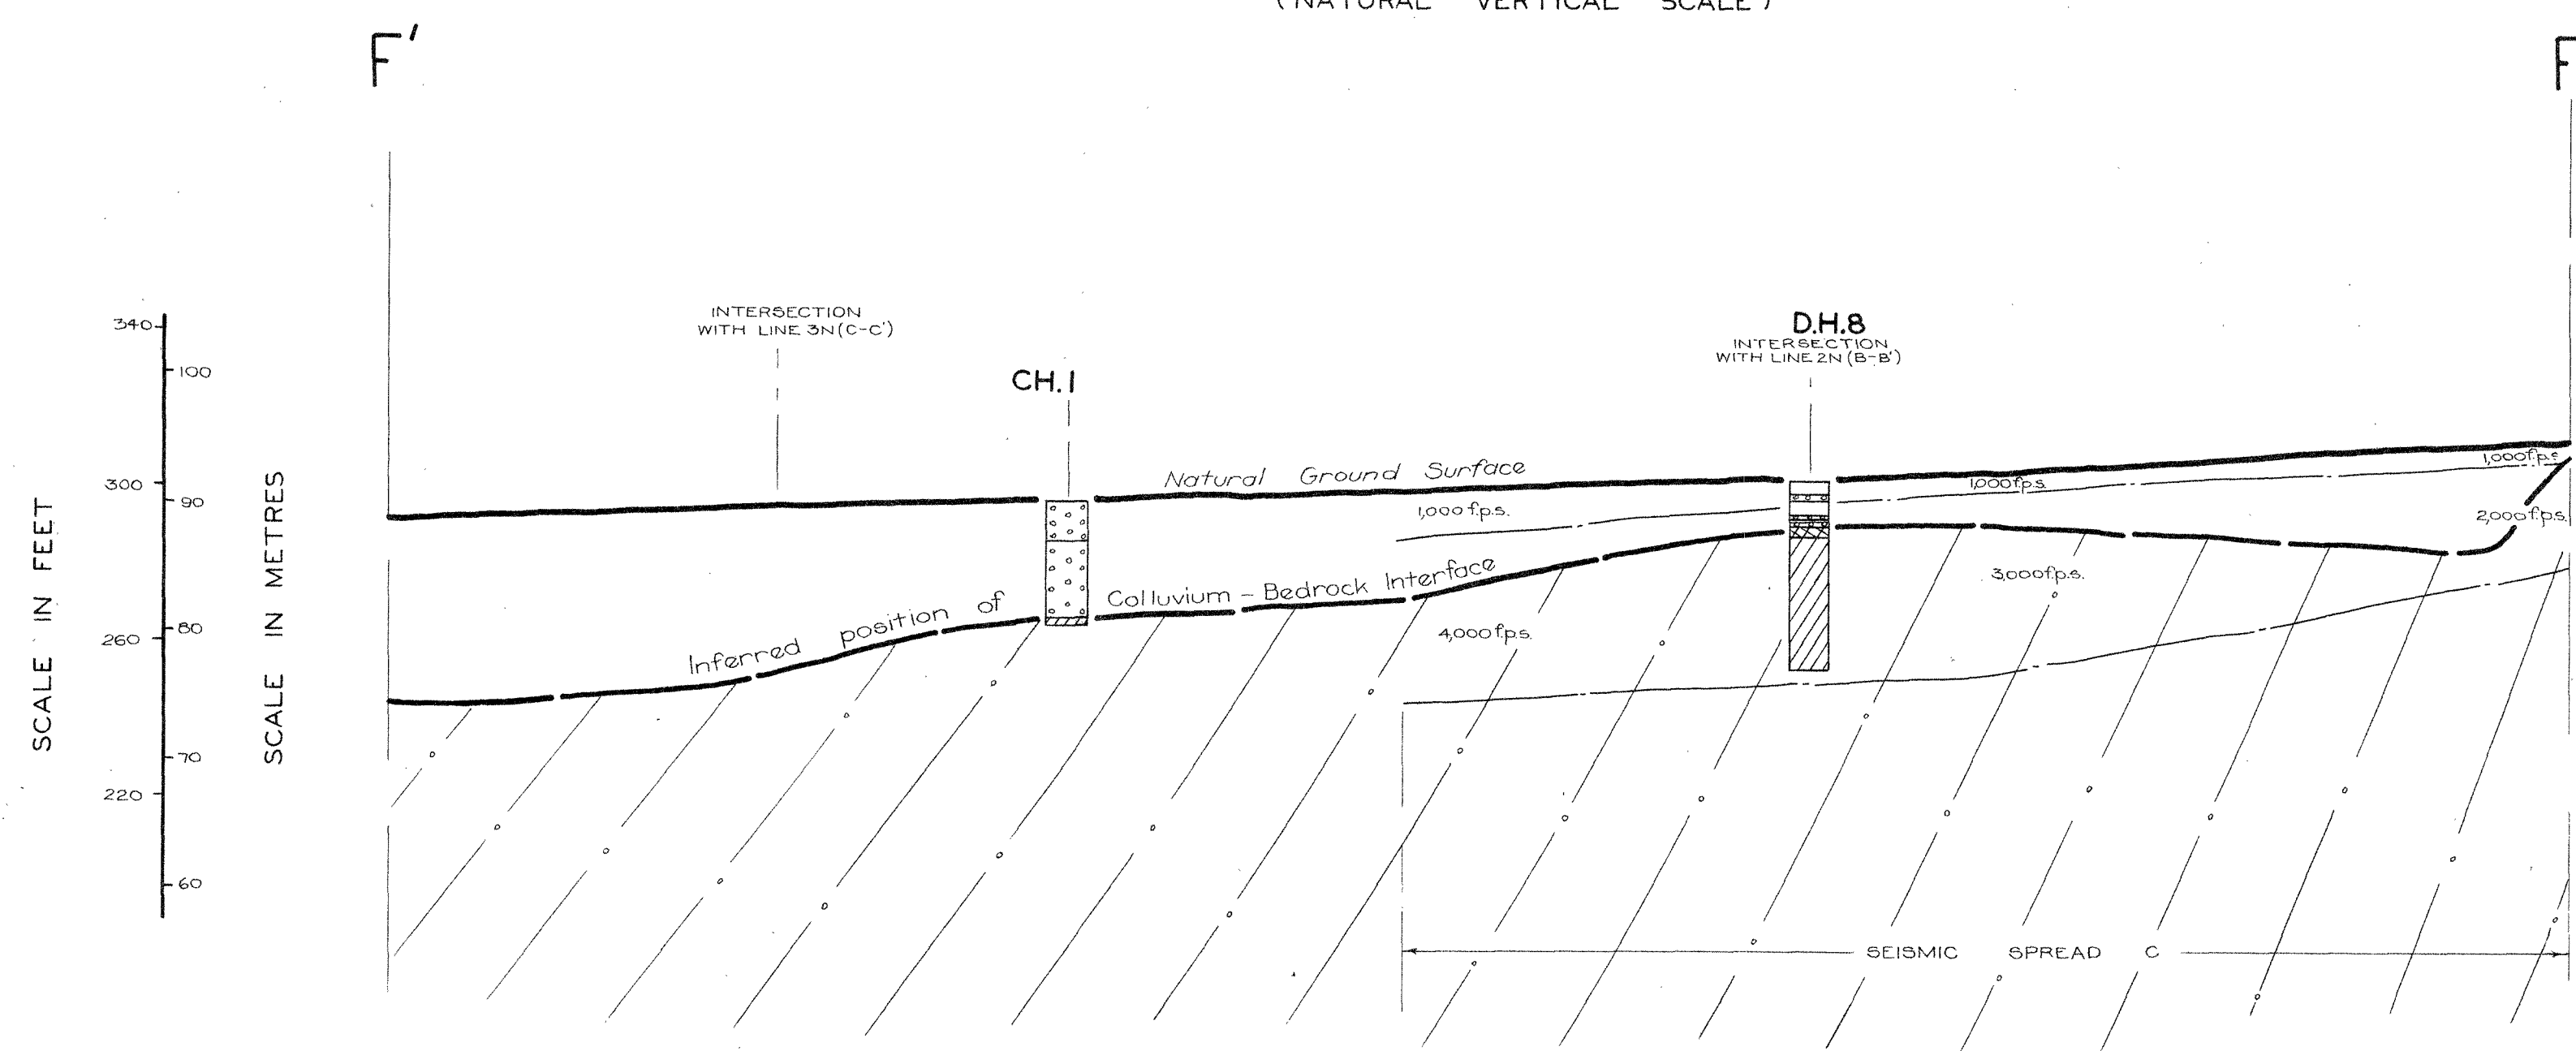 (NATURAL VERTICAL SCALE)
F'
F
INTERSECTION
WITH LINE 3N (C-C')
CH. 1
D.H.8
INTERSECTION
WITH LINE 2N (B-B')
340
300
260
220
100
90
80
70
60
SCALE IN FEET
SCALE IN METRES
Natural Ground Surface
1,000 f.p.s.
1,000 f.p.s.
1,000 f.p.s
2,000 f.p.s.
3,000 f.p.s.
4,000 f.p.s.
Inferred position of Colluvium - Bedrock Interface
SEISMIC SPREAD C